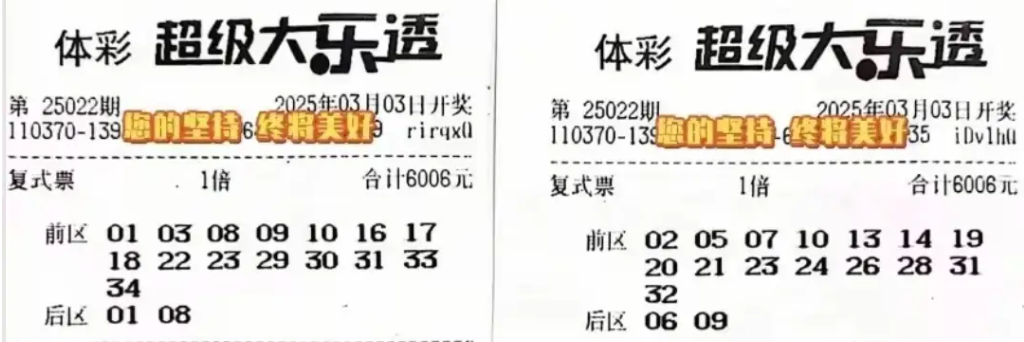 体彩 超级大乐透
第 25022期 2025年03月03日开奖
110370-139 您的坚持 终将美好 9 rirqxQ
复式票 1倍 合计6006元
前区 01 03 08 09 10 16 17
18 22 23 29 30 31 33
34
后区 01 08
体彩 超级大乐透
第 25022期 2025年03月03日开奖
110370-139 您的坚持 终将美好 35 iDvlhQ
复式票 1倍 合计6006元
前区 02 05 07 10 13 14 19
20 21 23 24 26 28 31
32
后区 06 09